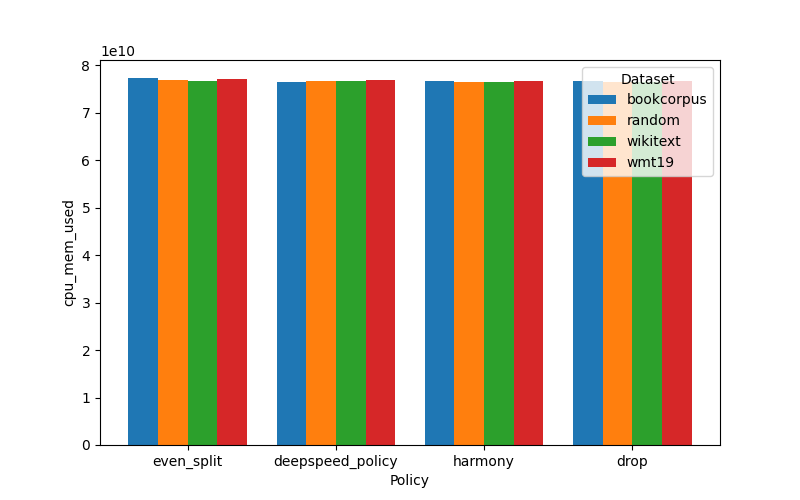 1e10
8
7
6
5
4
3
2
1
0
cpu_mem_used
Dataset
bookcorpus
random
wikitext
wmt19
even_split
deepspeed_policy
harmony
drop
Policy